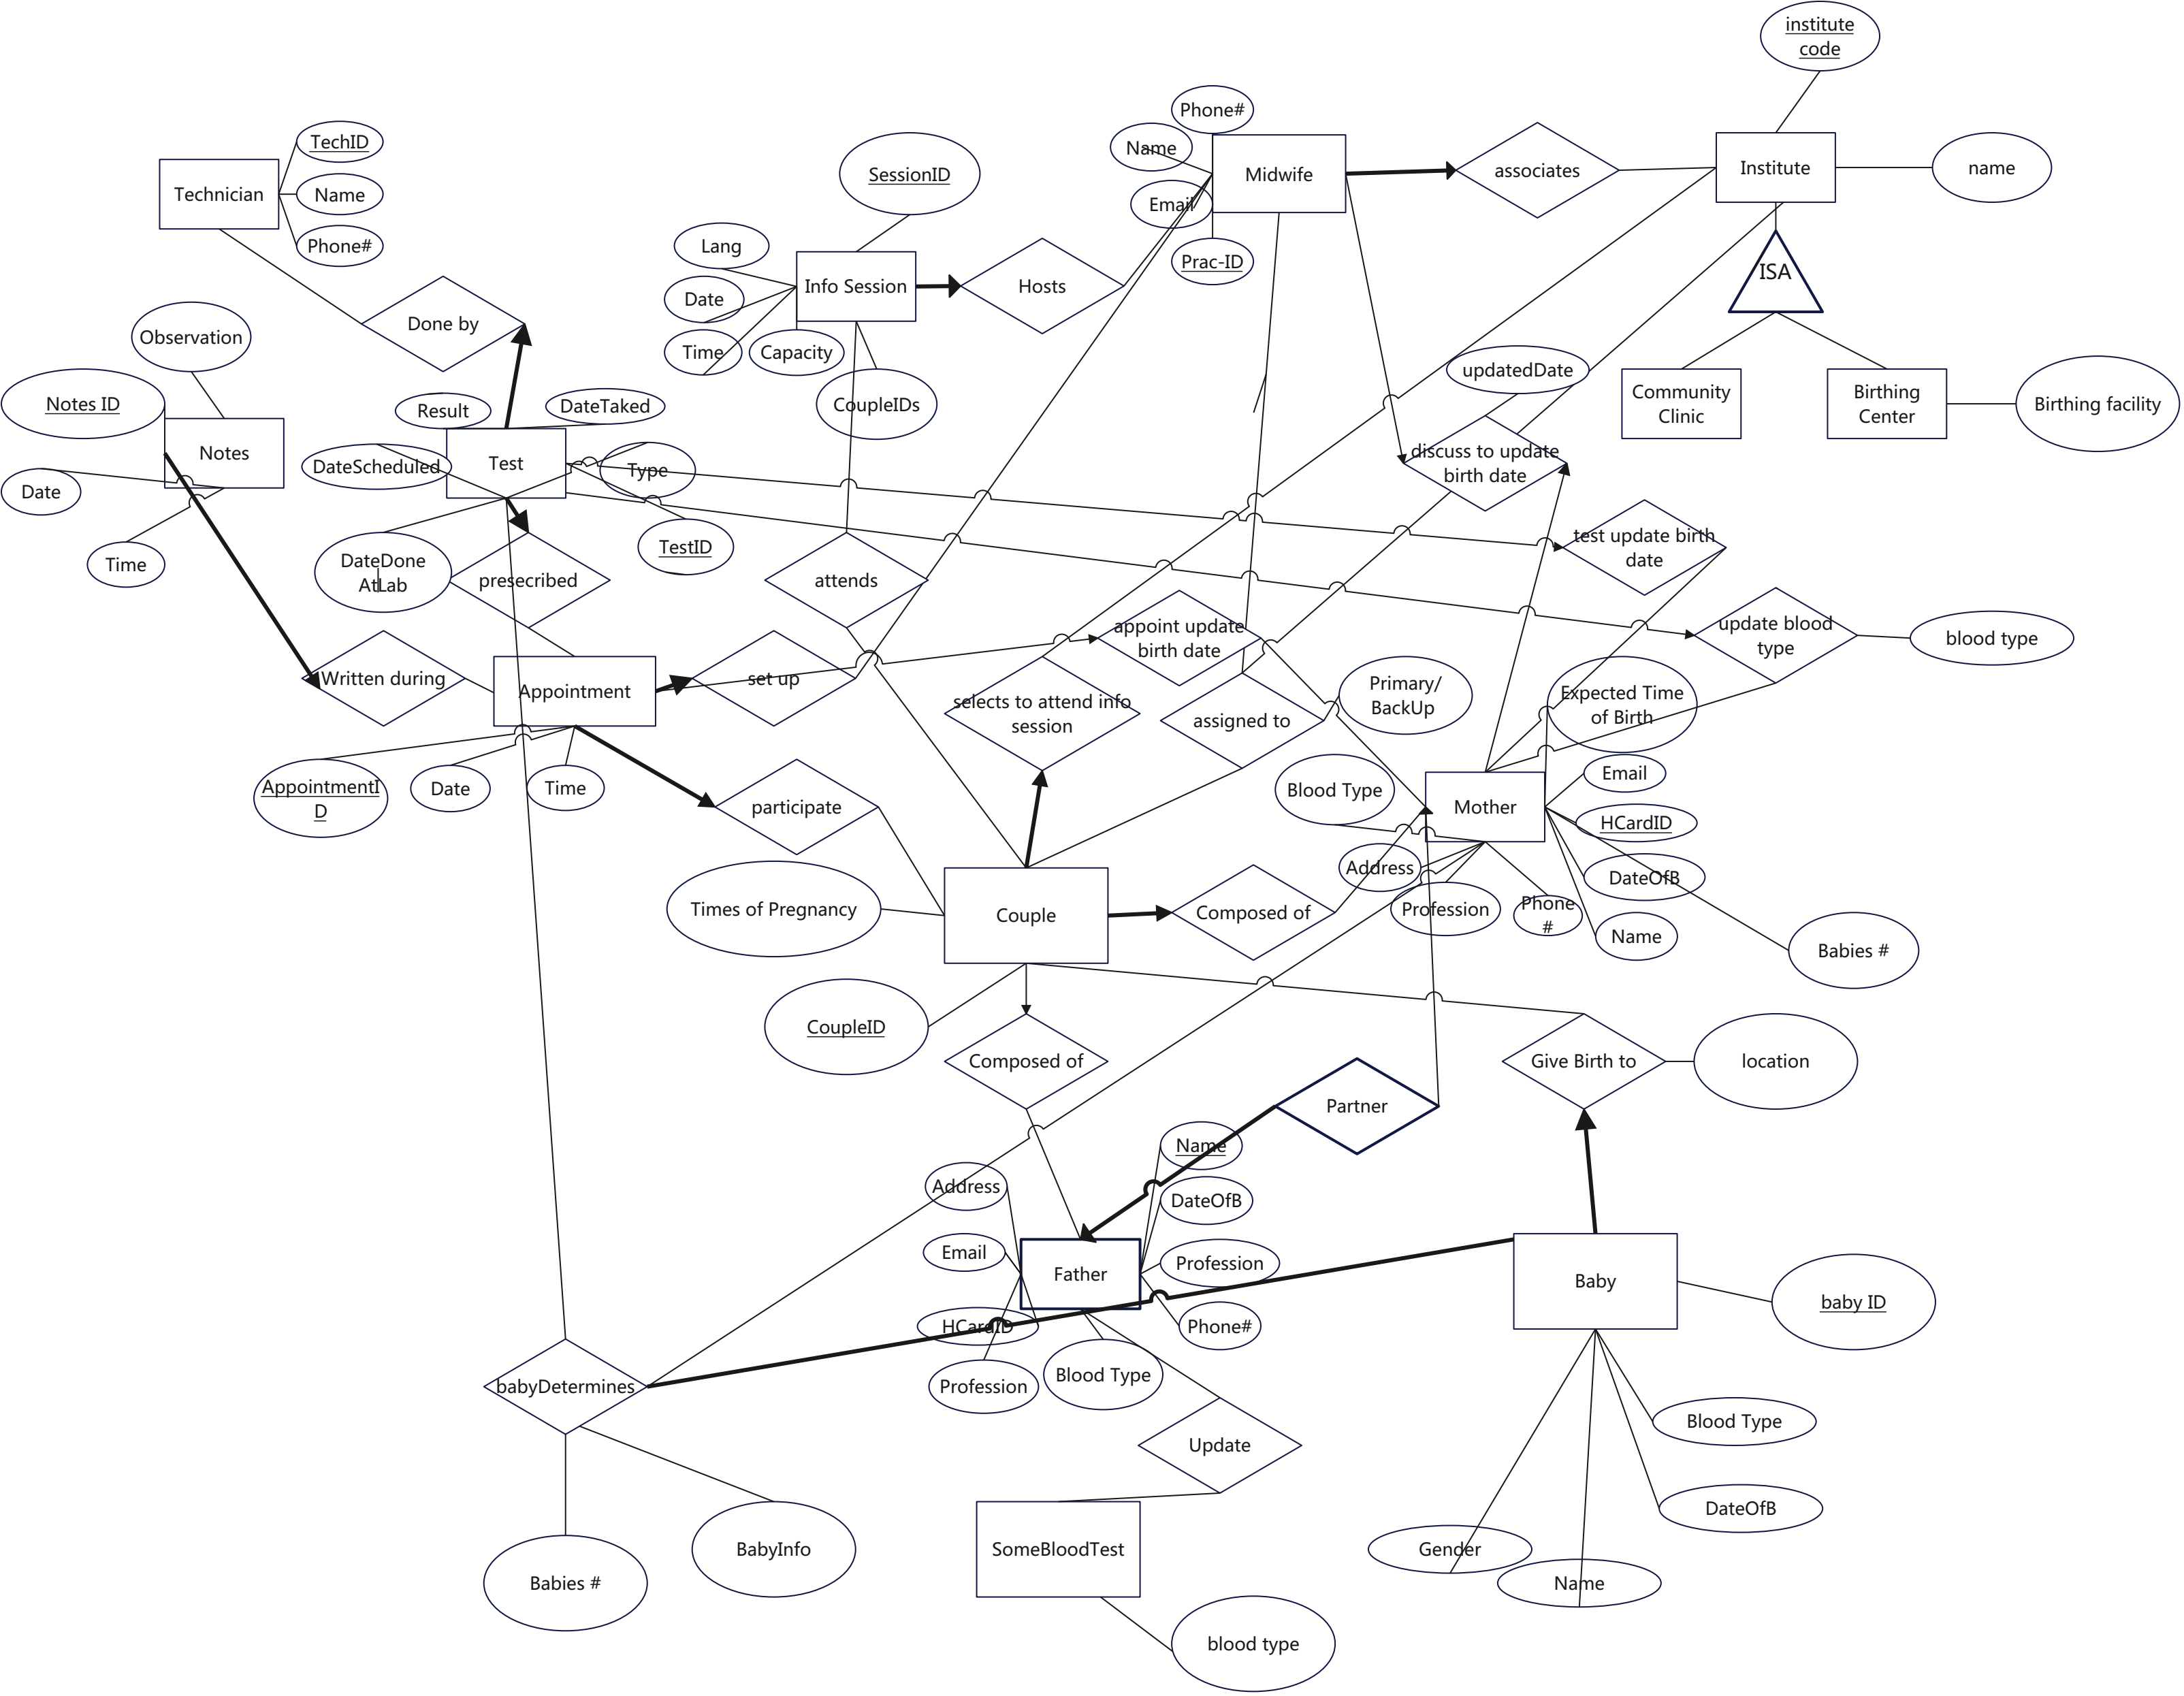 institute
code
Phone#
TechID
Name
Midwife
associates
Institute
name
SessionID
Technician
Name
Email
Lang
Phone#
Prac-ID
ISA
Info Session
Hosts
Date
Done by
Observation
Time
Capacity
updatedDate
Community
Clinic
Birthing
Center
Birthing facility
Notes ID
Result
DateTaked
CoupleIDs
Notes
DateScheduled
Test
Type
discuss to update
birth date
Date
TestID
test update birth
date
Time
DateDone
AtLab
presecribed
attends
appoint update
birth date
update blood
type
blood type
Written during
Appointment
set up
selects to attend info
session
assigned to
Primary/
BackUp
Expected Time
of Birth
AppointmentI
D
Date
Time
participate
Blood Type
Mother
Email
HCardID
Address
DateOfB
Times of Pregnancy
Couple
Composed of
Profession
Phone
#
Name
Babies #
CoupleID
Composed of
Give Birth to
location
Partner
Name
Address
DateOfB
Email
Father
Profession
Baby
baby ID
HCardID
Phone#
babyDetermines
Profession
Blood Type
Blood Type
Update
DateOfB
BabyInfo
SomeBloodTest
Gender
Babies #
Name
blood type